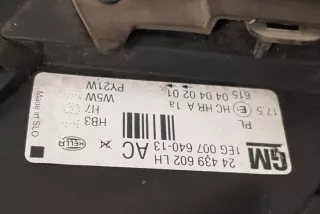 GM
24 439 602 LH
1EG 007 640-13
AC
HELLA
PL
HB3
H7
W5W
PY21W
17.5
E1
HC HR A 1a
615 04 04 02 01
Made in SLO